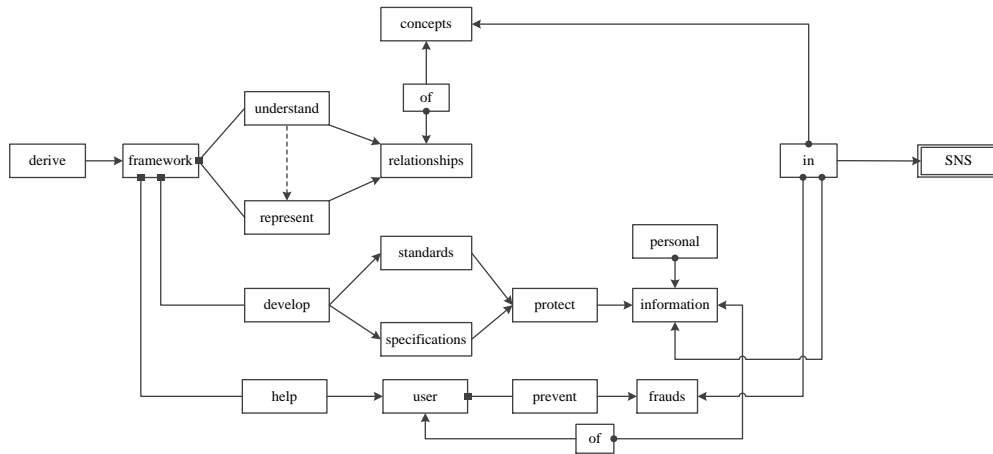 concepts
of
understand
derive
framework
relationships
in
SNS
represent
personal
standards
develop
protect
information
specifications
help
user
prevent
frauds
of